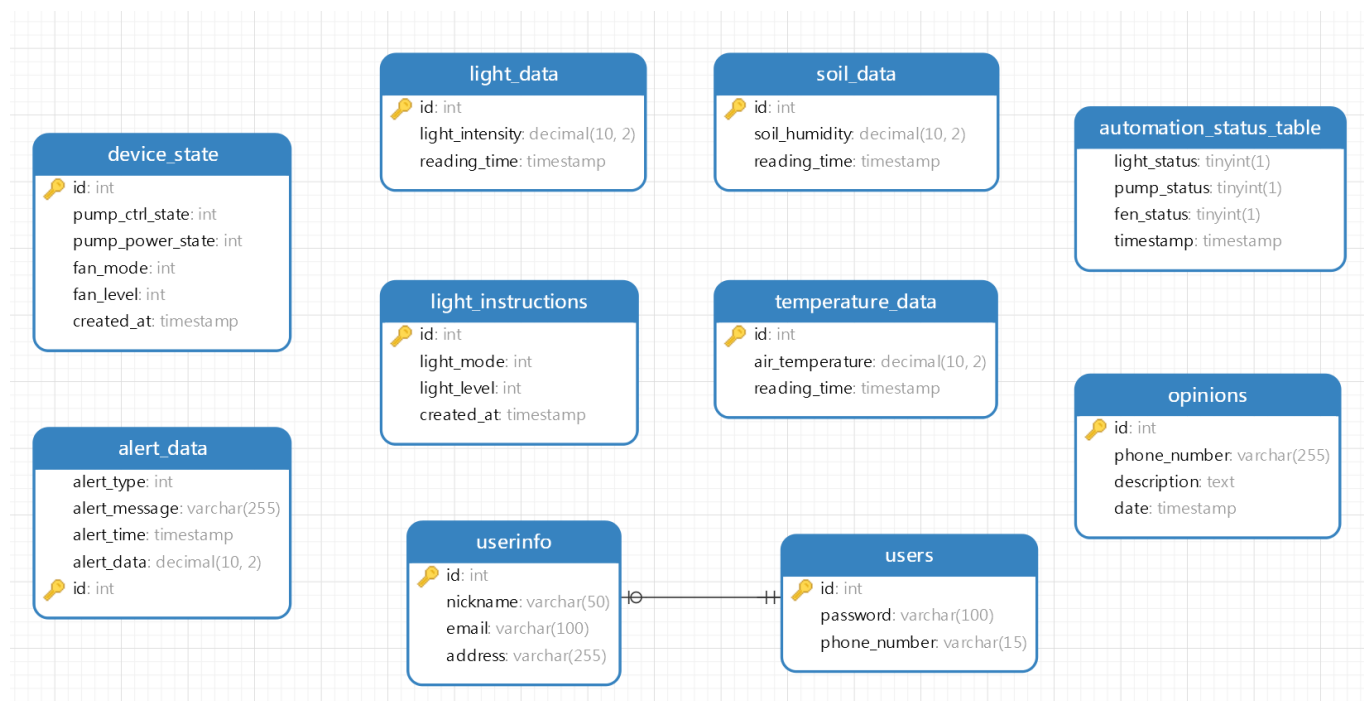 light_data
id: int
light_intensity: decimal(10, 2)
reading_time: timestamp
soil_data
id: int
soil_humidity: decimal(10, 2)
reading_time: timestamp
automation_status_table
light_status: tinyint(1)
pump_status: tinyint(1)
fen_status: tinyint(1)
timestamp: timestamp
device_state
id: int
pump_ctrl_state: int
pump_power_state: int
fan_mode: int
fan_level: int
created_at: timestamp
light_instructions
id: int
light_mode: int
light_level: int
created_at: timestamp
temperature_data
id: int
air_temperature: decimal(10, 2)
reading_time: timestamp
opinions
id: int
phone_number: varchar(255)
description: text
date: timestamp
alert_data
alert_type: int
alert_message: varchar(255)
alert_time: timestamp
alert_data: decimal(10, 2)
id: int
userinfo
id: int
nickname: varchar(50)
email: varchar(100)
address: varchar(255)
users
id: int
password: varchar(100)
phone_number: varchar(15)